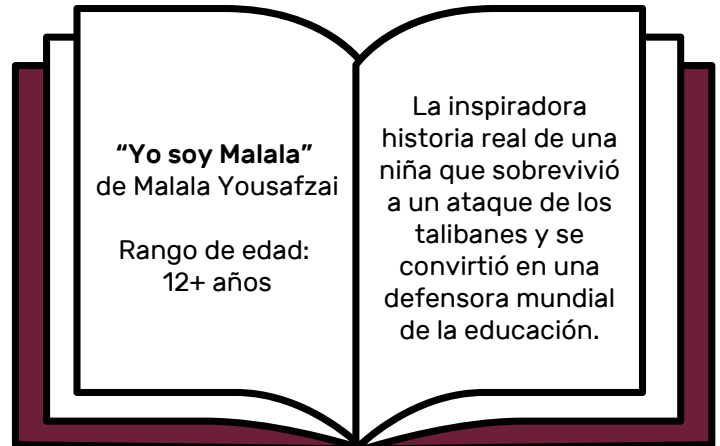 “Yo soy Malala”
de Malala Yousafzai
Rango de edad:
12+ años
La inspiradora
historia real de una
niña que sobrevivió
a un ataque de los
talibanes y se
convirtió en una
defensora mundial
de la educación.